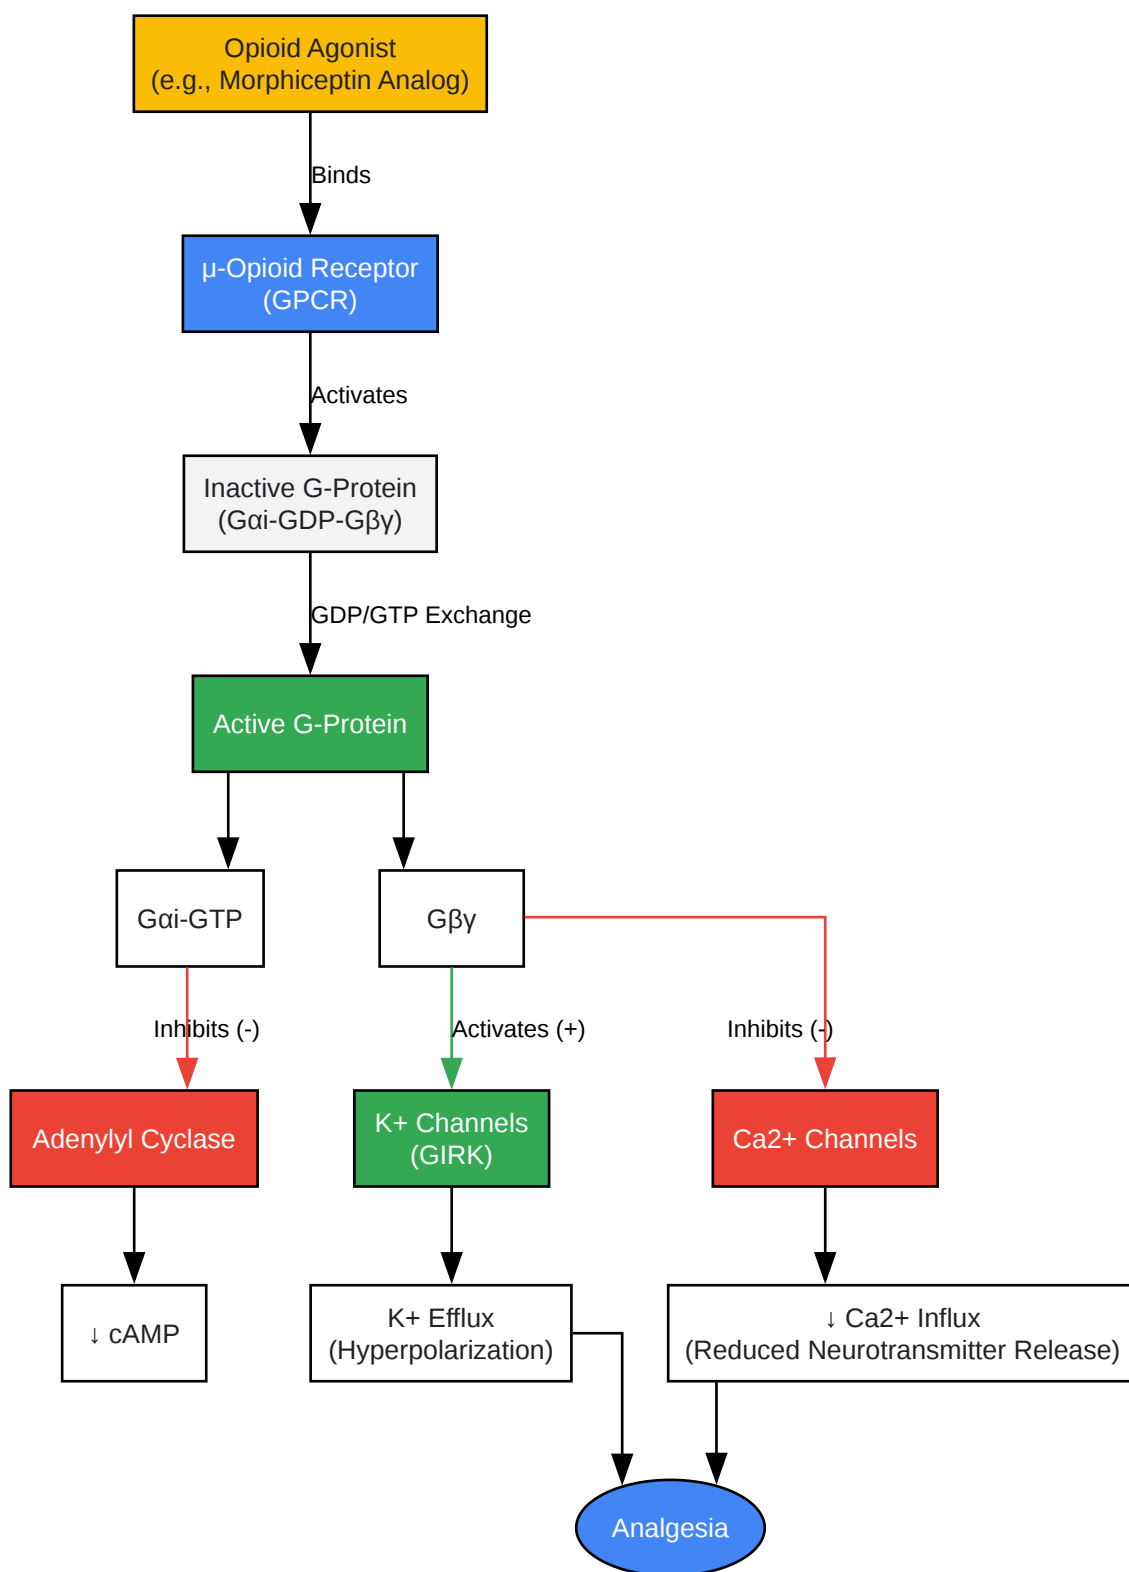 Opioid Agonist
(e.g., Morphiceptin Analog)
Binds
μ-Opioid Receptor
(GPCR)
Activates
Inactive G-Protein
(Gαi-GDP-Gβγ)
GDP/GTP Exchange
Active G-Protein
Gαi-GTP
Gβγ
Inhibits (-)
Activates (+)
Inhibits (-)
Adenylyl Cyclase
K+ Channels
(GIRK)
Ca2+ Channels
↓ cAMP
K+ Efflux
(Hyperpolarization)
↓ Ca2+ Influx
(Reduced Neurotransmitter Release)
Analgesia